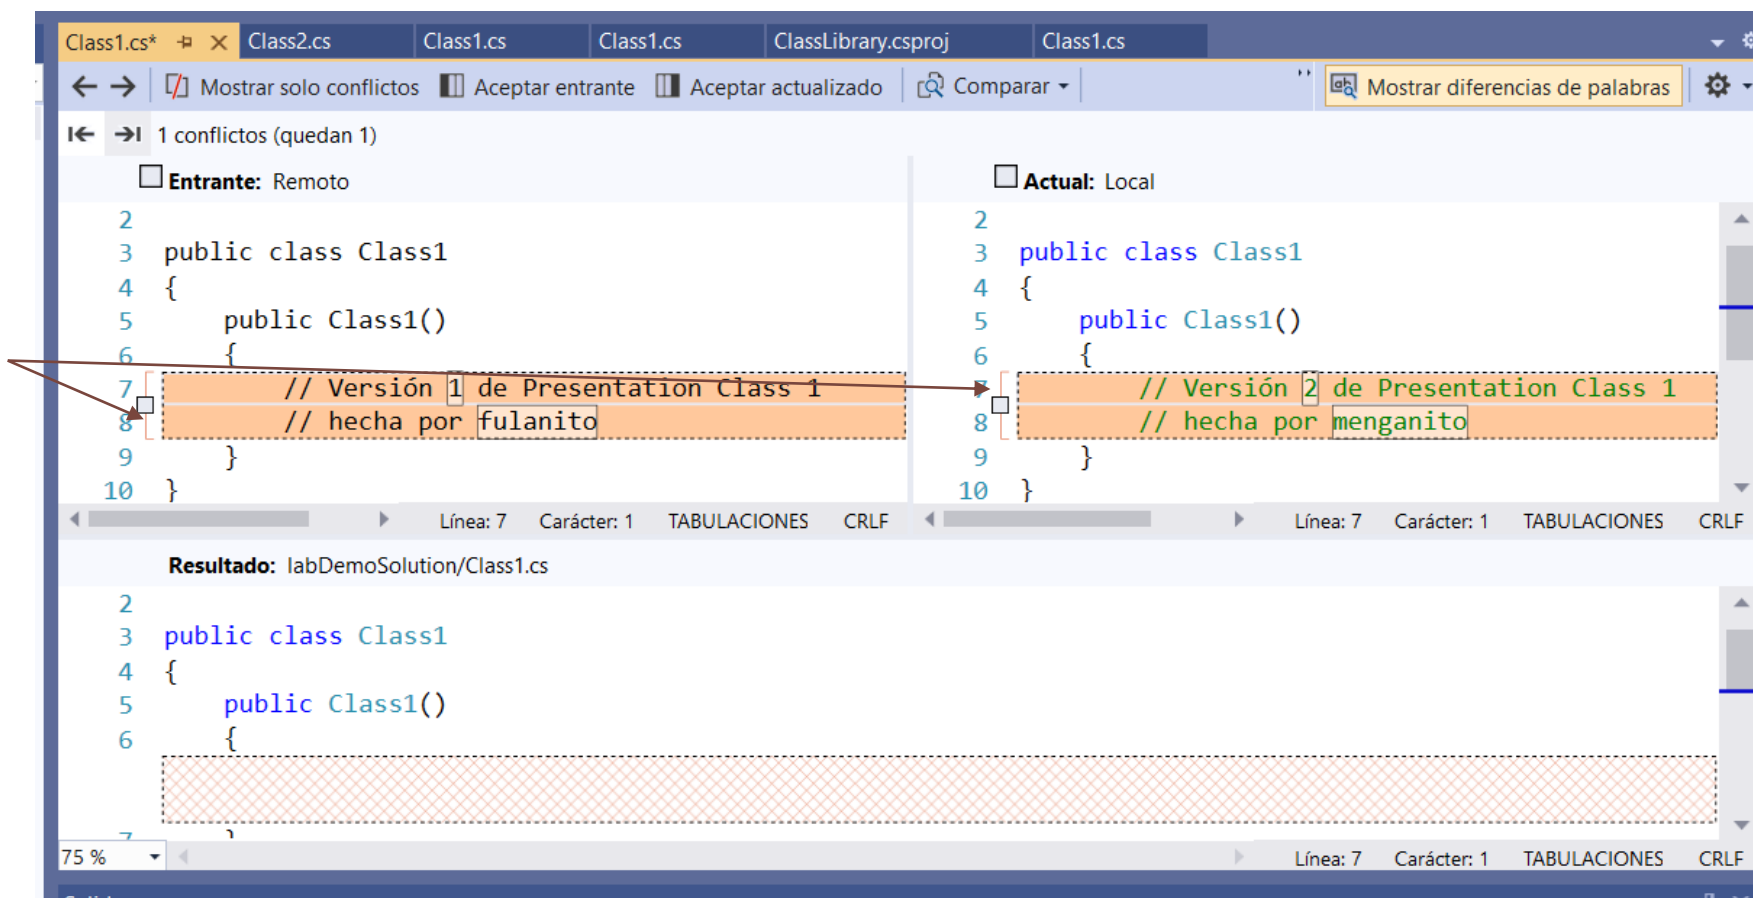 Class1.cs* Class2.cs Class1.cs Class1.cs ClassLibrary.csproj Class1.cs
Mostrar solo conflictos Aceptar entrante Aceptar actualizado Comparar Mostrar diferencias de palabras
1 conflictos (quedan 1)
Entrante: Remoto
2
3 public class Class1
4 {
5 public Class1()
6 {
7 // Versión 1 de Presentation Class 1
8 // hecha por fulanito
9 }
10 }
Línea: 7 Carácter: 1 TABULACIONES CRLF
Actual: Local
2
3 public class Class1
4 {
5 public Class1()
6 {
7 // Versión 2 de Presentation Class 1
8 // hecha por menganito
9 }
10 }
Línea: 7 Carácter: 1 TABULACIONES CRLF
Resultado: labDemoSolution/Class1.cs
2
3 public class Class1
4 {
5 public Class1()
6 {
7 }
75 % Línea: 7 Carácter: 1 TABULACIONES CRLF